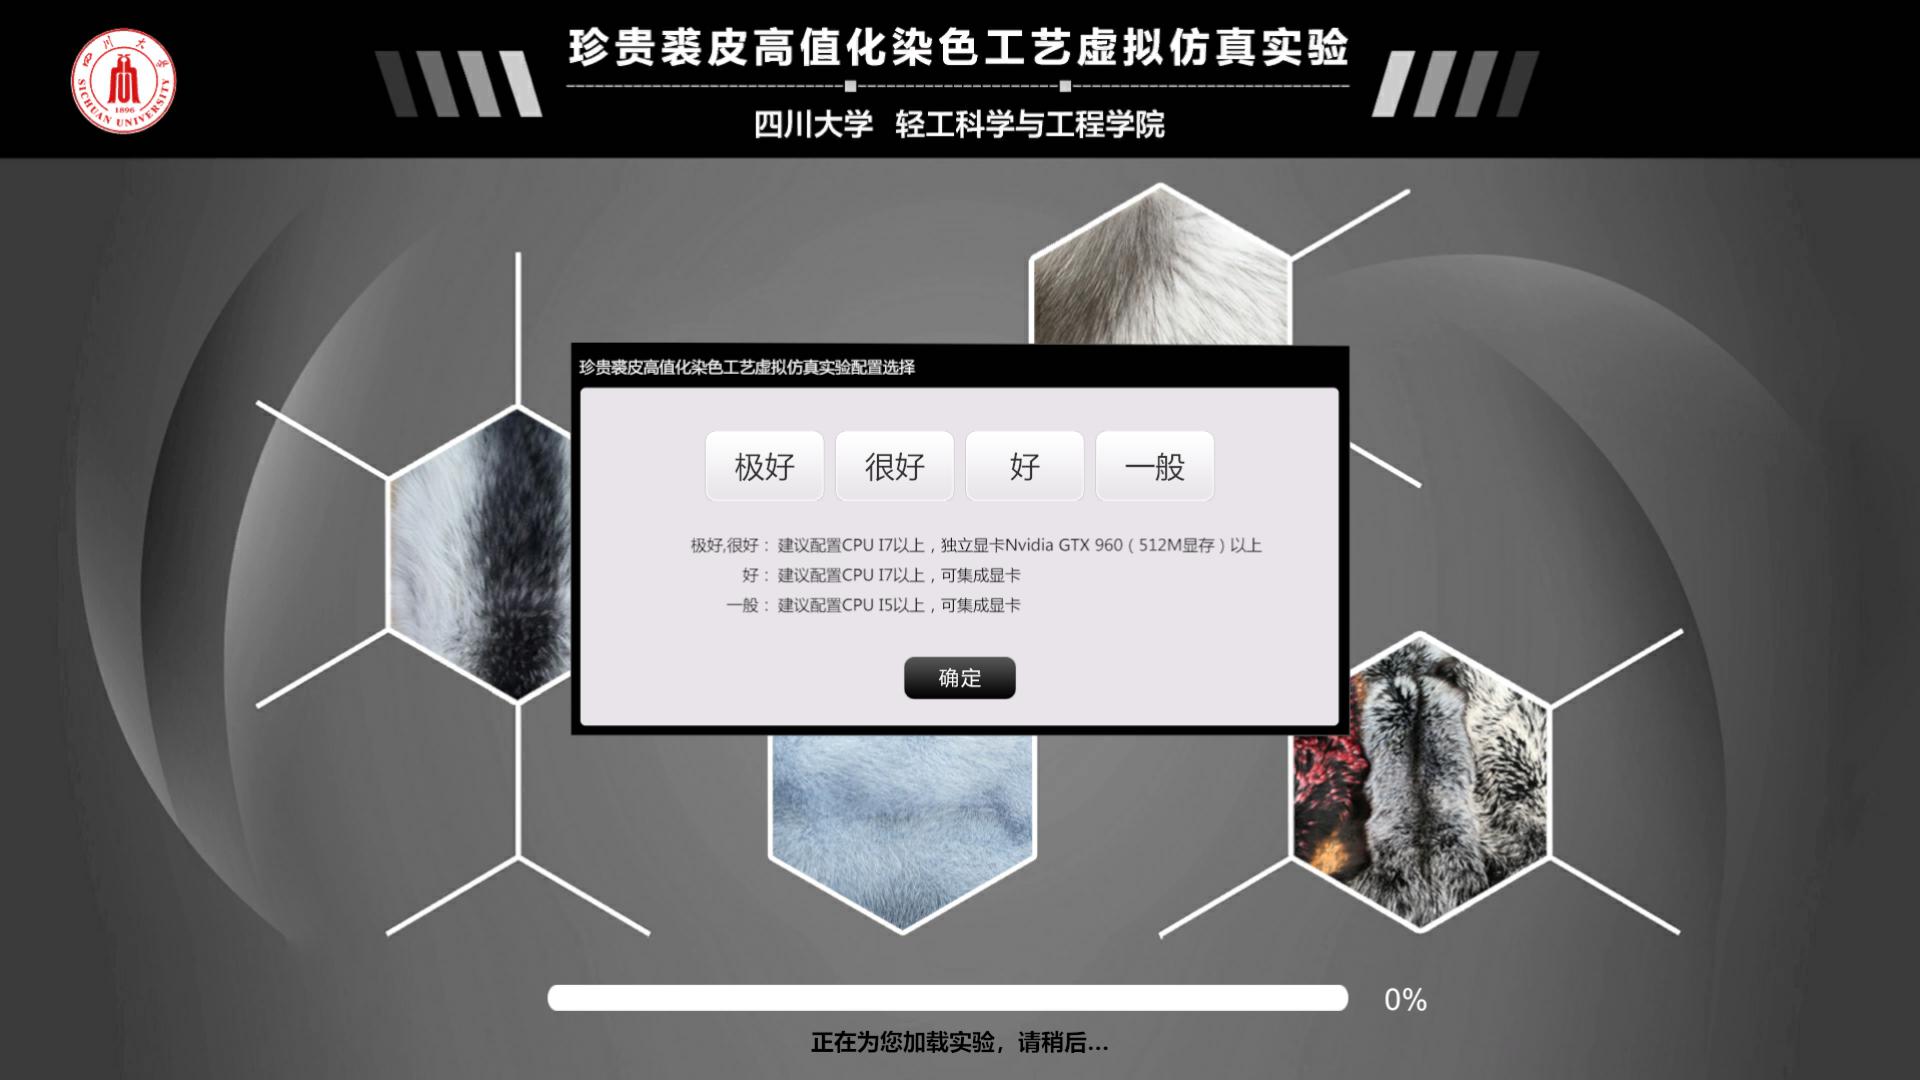 珍贵裘皮高值化染色工艺虚拟仿真实验
四川大学 轻工科学与工程学院
四川大学
1896
SICHUAN UNIVERSITY
珍贵裘皮高值化染色工艺虚拟仿真实验配置选择
极好 很好 好 一般
极好,很好：建议配置CPU I7以上，独立显卡Nvidia GTX 960（512M显存）以上
好：建议配置CPU I7以上，可集成显卡
一般：建议配置CPU I5以上，可集成显卡
确定
0%
正在为您加载实验，请稍后...